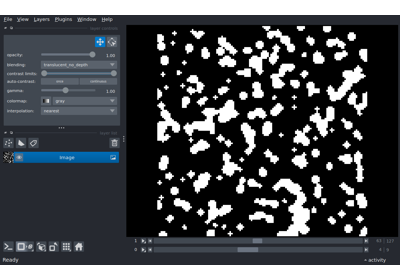 File View Layers Plugins Window Help
opacity: 1.00
blending: translucent_no_depth
contrast limits:
auto-contrast: once continuous
gamma: 1.00
colormap: gray
interpolation: nearest
Image
1
Ready activity